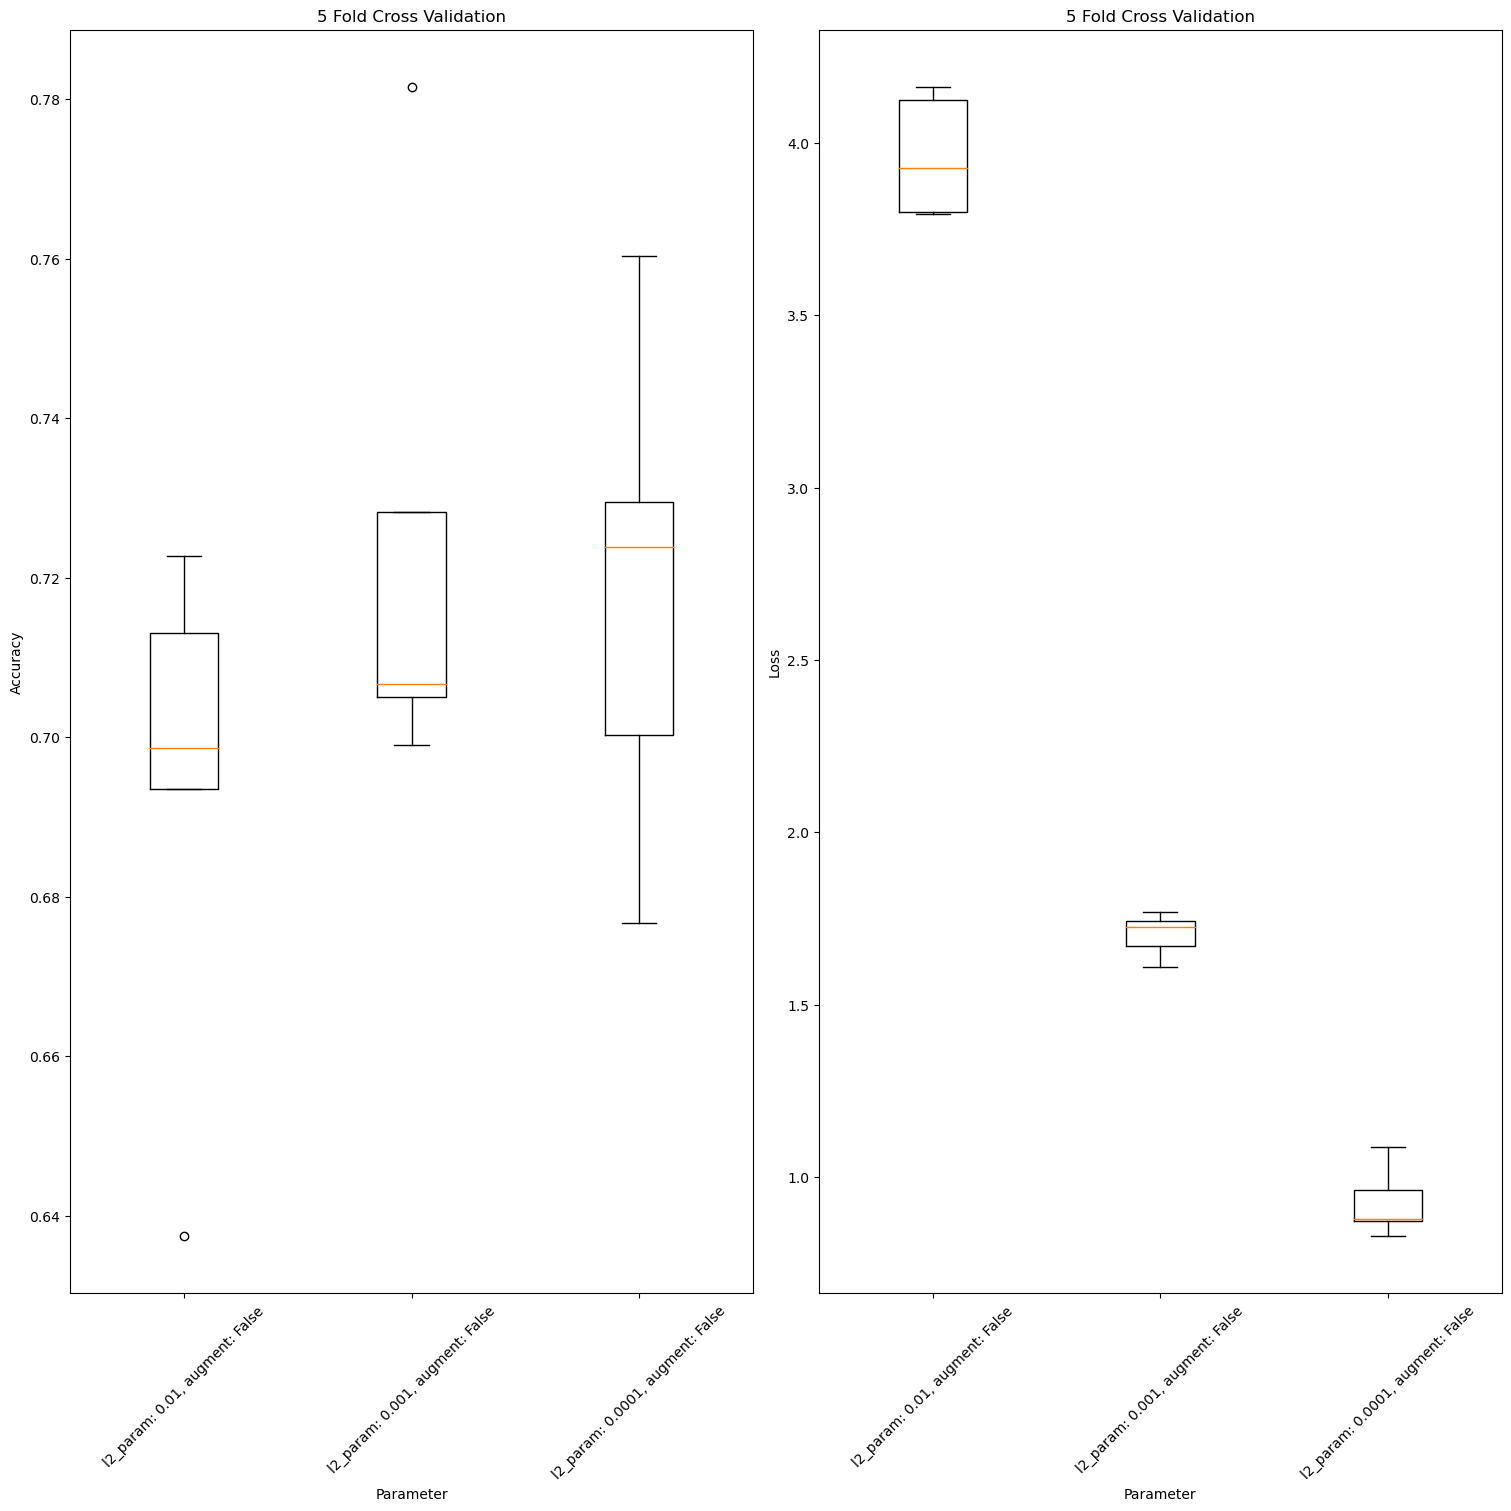 5 Fold Cross Validation
Accuracy
0.78
0.76
0.74
0.72
0.70
0.68
0.66
0.64
l2_param: 0.01, augment: False
l2_param: 0.001, augment: False
l2_param: 0.0001, augment: False
Parameter
5 Fold Cross Validation
Loss
4.0
3.5
3.0
2.5
2.0
1.5
1.0
l2_param: 0.01, augment: False
l2_param: 0.001, augment: False
l2_param: 0.0001, augment: False
Parameter